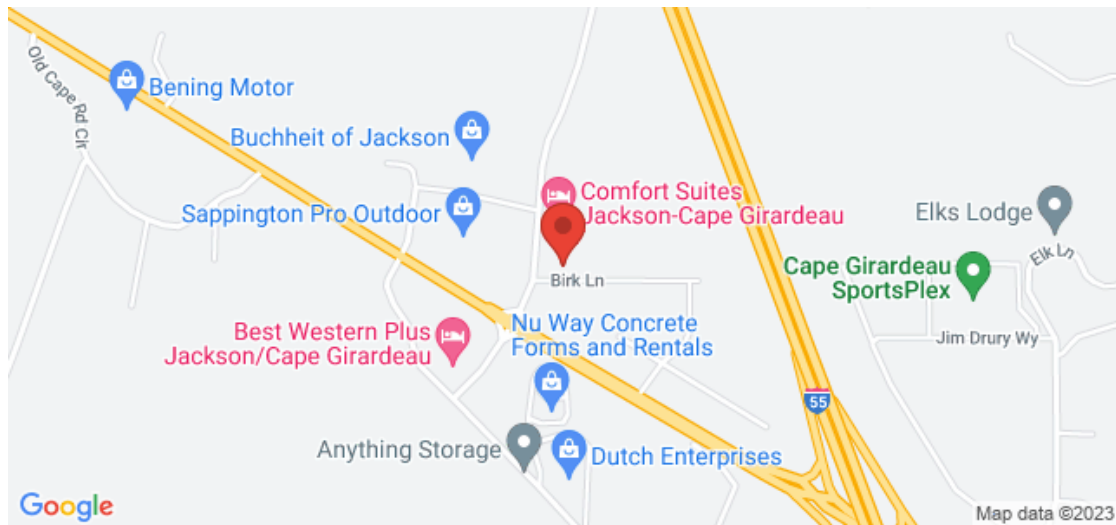 Old Cape Rd Cir
Bening Motor
Buchheit of Jackson
Comfort Suites
Jackson-Cape Girardeau
Sappington Pro Outdoor
Elks Lodge
Elk Ln
Cape Girardeau
SportsPlex
Birk Ln
Jim Drury Wy
Nu Way Concrete
Forms and Rentals
Best Western Plus
Jackson/Cape Girardeau
55
Anything Storage
Dutch Enterprises
Google
Map data ©2023